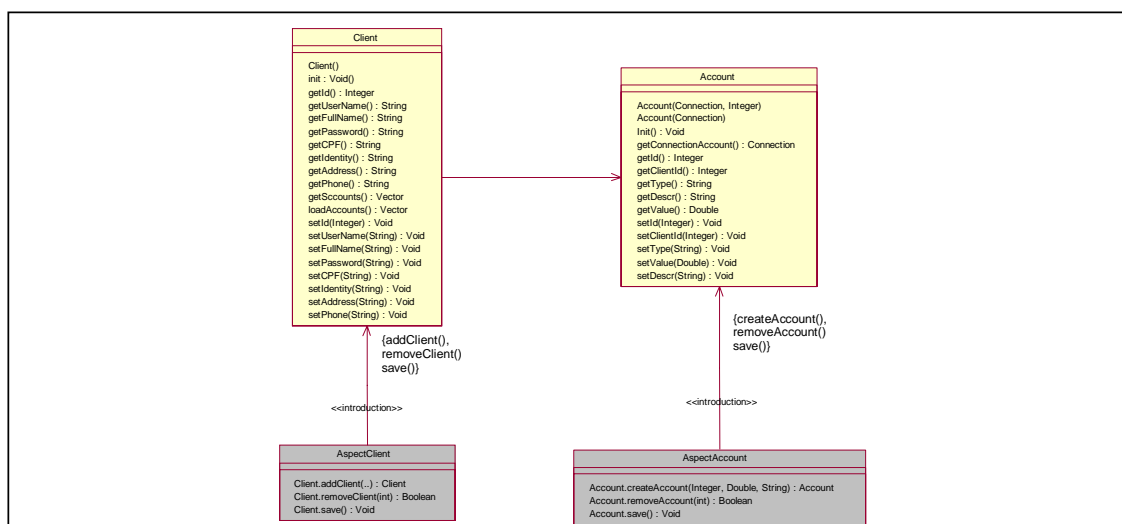 Client
Client()
init : Void()
getId() : Integer
getUserName() : String
getFullName() : String
getPassword() : String
getCPF() : String
getIdentity() : String
getAddress() : String
getPhone() : String
getSccounts() : Vector
loadAccounts() : Vector
setId(Integer) : Void
setUserName(String) : Void
setFullName(String) : Void
setPassword(String) : Void
setCPF(String) : Void
setIdentity(String) : Void
setAddress(String) : Void
setPhone(String) : Void
Account
Account(Connection, Integer)
Account(Connection)
Init() : Void
getConnectionAccount() : Connection
getId() : Integer
getClientId() : Integer
getType() : String
getDescr() : String
getValue() : Double
setId(Integer) : Void
setClientId(Integer) : Void
setType(String) : Void
setValue(Double) : Void
setDescr(String) : Void
{addClient(),
removeClient()
save()}
<<introduction>>
{createAccount(),
removeAccount()
save()}
<<introduction>>
AspectClient
Client.addClient(..) : Client
Client.removeClient(int) : Boolean
Client.save() : Void
AspectAccount
Account.createAccount(Integer, Double, String) : Account
Account.removeAccount(int) : Boolean
Account.save() : Void